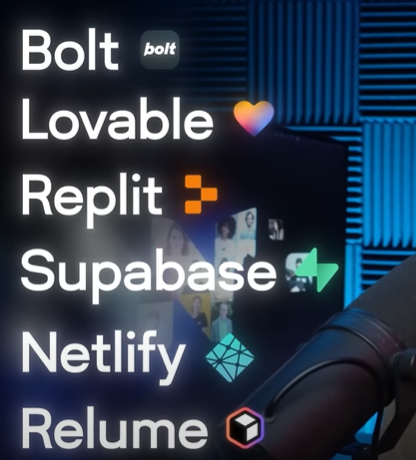 Bolt bolt
Lovable
Replit
Supabase
Netlify
Relume